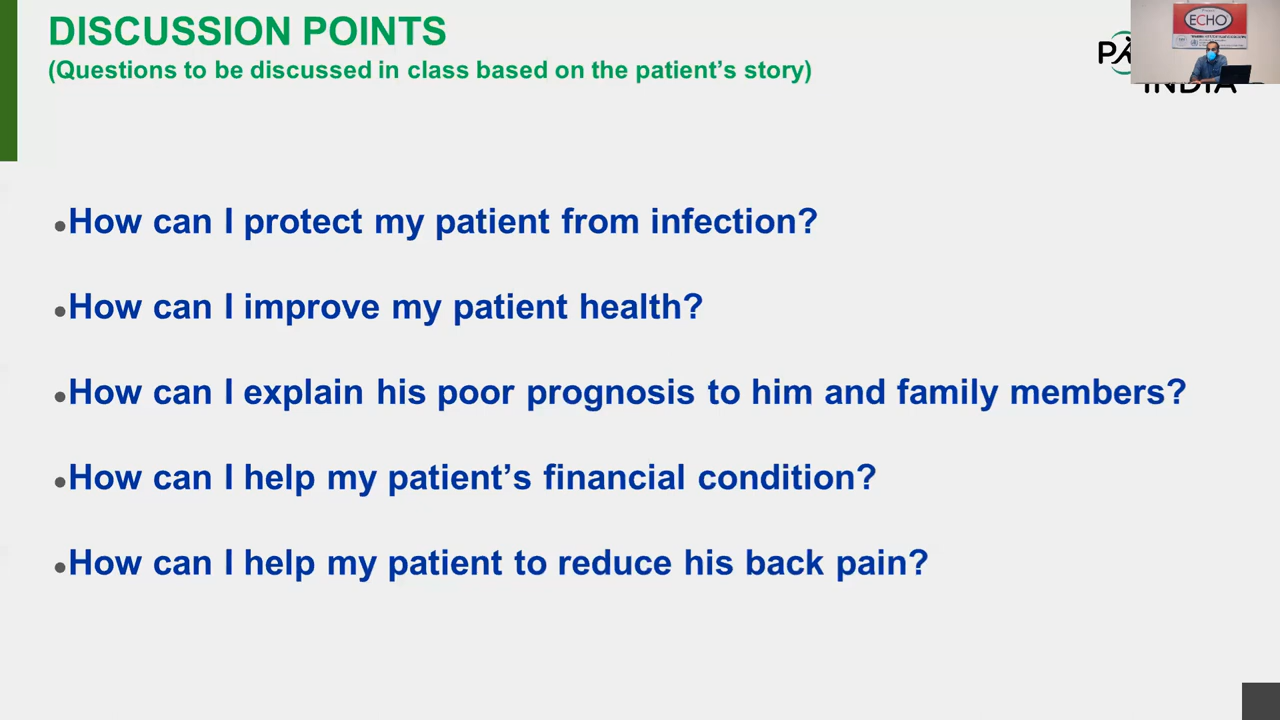 DISCUSSION POINTS
(Questions to be discussed in class based on the patient’s story)
ECHO
INDIA
●How can I protect my patient from infection?
●How can I improve my patient health?
●How can I explain his poor prognosis to him and family members?
●How can I help my patient’s financial condition?
●How can I help my patient to reduce his back pain?